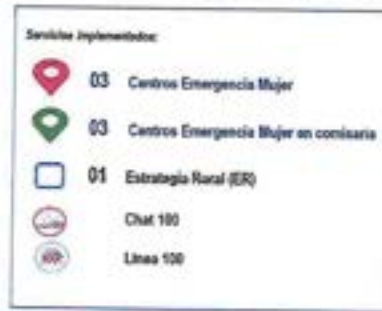 Servicios Implementados:
03 Centros Emergencia Mujer
03 Centros Emergencia Mujer en comisaría
01 Estrategia Rural (ER)
Chat 100
Línea 100